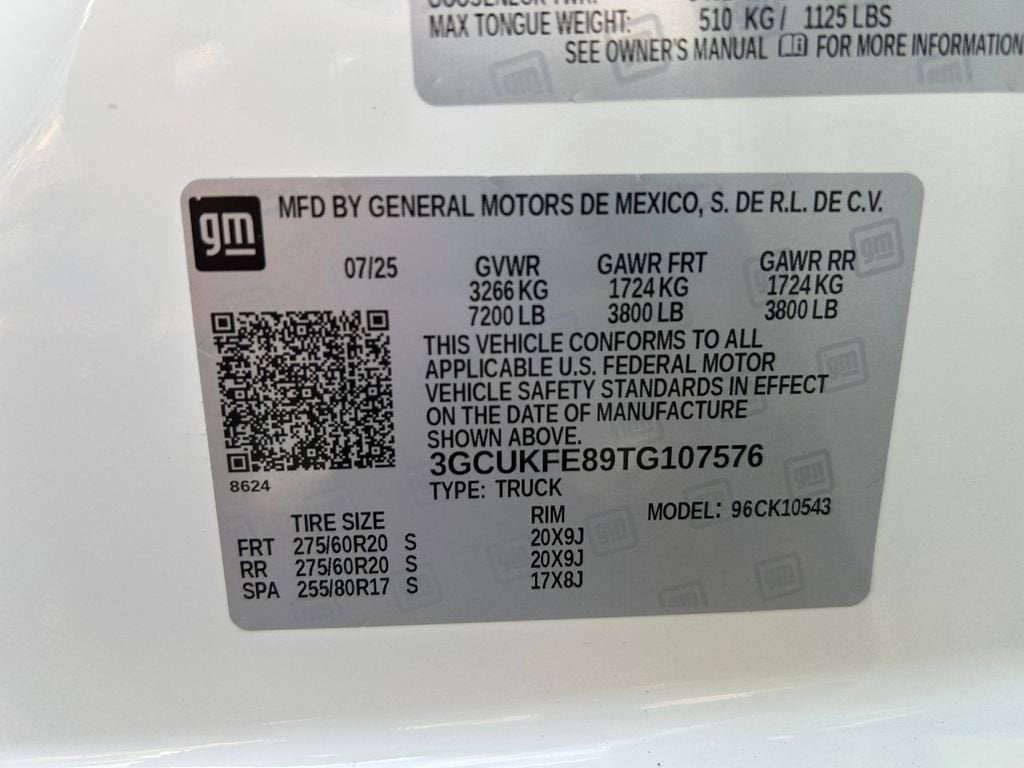 MAX TONGUE WEIGHT: 510 KG / 1125 LBS
SEE OWNER'S MANUAL FOR MORE INFORMATION
gm
MFD BY GENERAL MOTORS DE MEXICO, S. DE R.L. DE C.V.
07/25 GVWR GAWR FRT GAWR RR
3266 KG 1724 KG 1724 KG
7200 LB 3800 LB 3800 LB
THIS VEHICLE CONFORMS TO ALL
APPLICABLE U.S. FEDERAL MOTOR
VEHICLE SAFETY STANDARDS IN EFFECT
ON THE DATE OF MANUFACTURE
SHOWN ABOVE.
3GCUKFE89TG107576
8624
TYPE: TRUCK
MODEL: 96CK10543
TIRE SIZE RIM
FRT 275/60R20 S 20X9J
RR 275/60R20 S 20X9J
SPA 255/80R17 S 17X8J